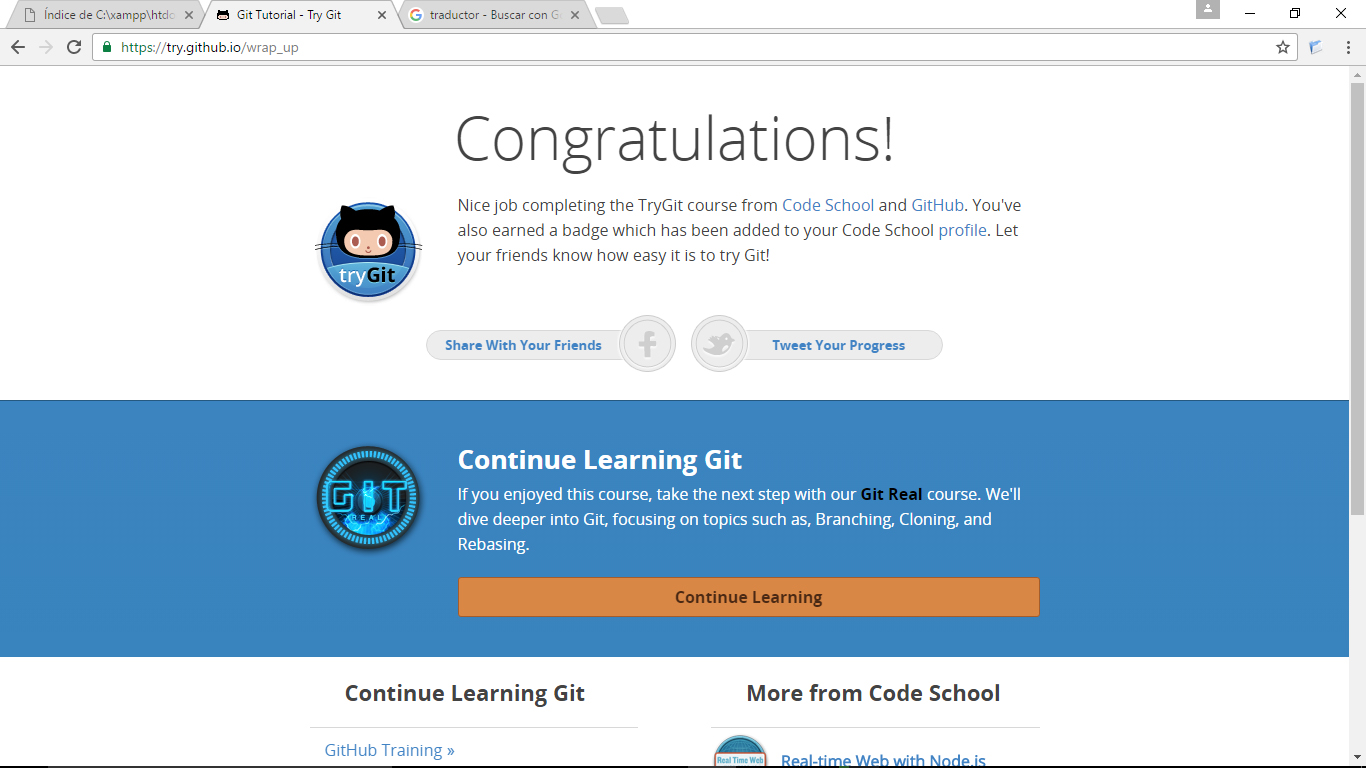 Índice de C:\xampp\htdo
Git Tutorial - Try Git
traductor - Buscar con G
https://try.github.io/wrap_up
Congratulations!
Nice job completing the TryGit course from Code School and GitHub. You've
also earned a badge which has been added to your Code School profile. Let
your friends know how easy it is to try Git!
tryGit
Share With Your Friends
Tweet Your Progress
GIT
REAL
Continue Learning Git
If you enjoyed this course, take the next step with our Git Real course. We'll
dive deeper into Git, focusing on topics such as, Branching, Cloning, and
Rebasing.
Continue Learning
Continue Learning Git
More from Code School
GitHub Training »
Real Time Web
Real-time Web with Node.js